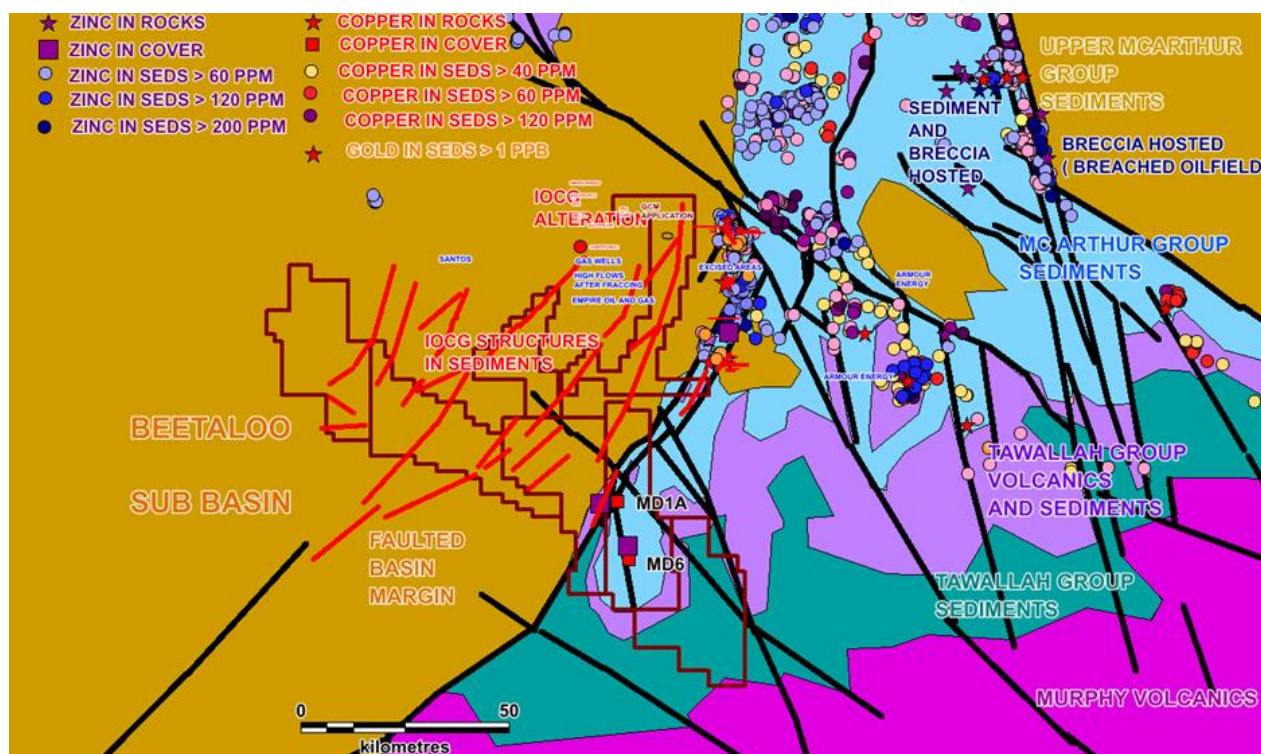 ZINC IN ROCKS
ZINC IN COVER
ZINC IN SEDS > 60 PPM
ZINC IN SEDS > 120 PPM
ZINC IN SEDS > 200 PPM
COPPER IN ROCKS
COPPER IN COVER
COPPER IN SEDS > 40 PPM
COPPER IN SEDS > 60 PPM
COPPER IN SEDS > 120 PPM
GOLD IN SEDS > 1 PPB
UPPER MCARTHUR
GROUP
SEDIMENTS
SEDIMENT
AND
BRECCIA
HOSTED
BRECCIA HOSTED
( BREACHED OILFIELD)
IOCG
ALTERATION
GCM
APPLICATION
SANTOS
GAS WELLS
HIGH FLOWS
AFTER FRACCING
EMPIRE OIL AND GAS
EXCISED AREAS
ARMOUR
ENERGY
MC ARTHUR GROUP
SEDIMENTS
IOCG STRUCTURES
IN SEDIMENTS
ARMOUR ENERGY
BEETALOO
SUB BASIN
TAWALLAH GROUP
VOLCANICS
AND SEDIMENTS
MD1A
FAULTED
BASIN
MARGIN
MD6
TAWALLAH GROUP
SEDIMENTS
MURPHY VOLCANICS
0 50
kilometres